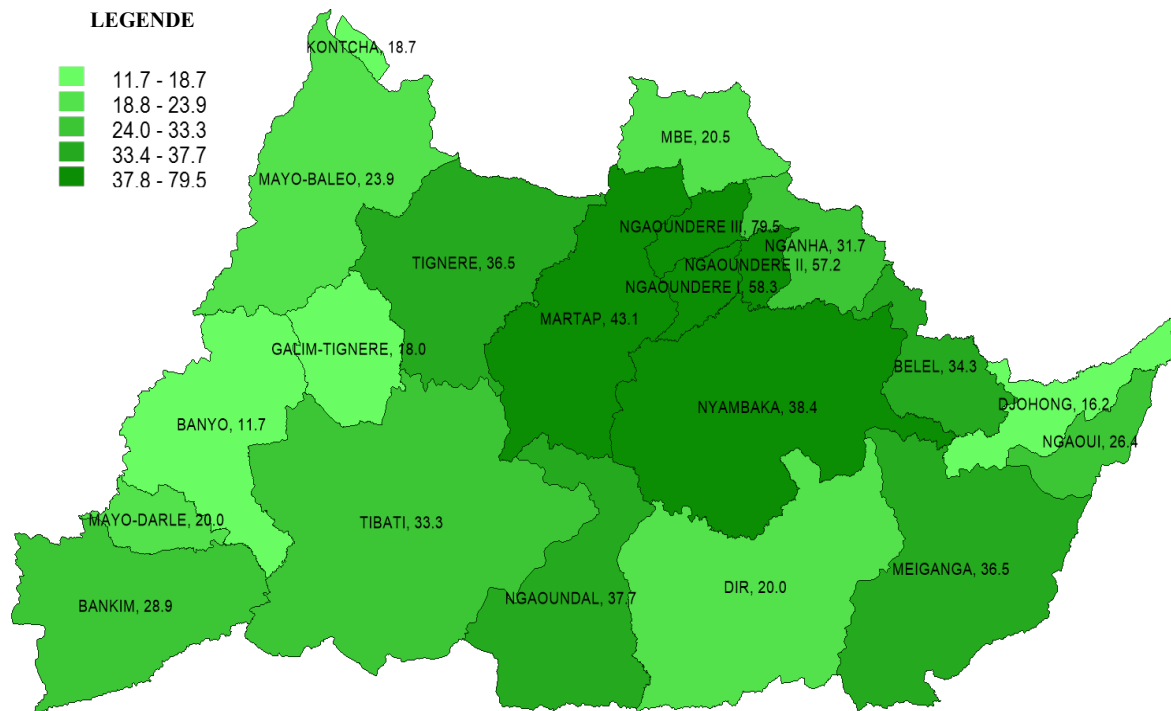 LEGENDE
11.7 - 18.7
18.8 - 23.9
24.0 - 33.3
33.4 - 37.7
37.8 - 79.5
KONTCHA, 18.7
MBE, 20.5
MAYO-BALEO, 23.9
NGAOUNDERE III, 79.5
NGANHA, 31.7
TIGNERE, 36.5
NGAOUNDERE II, 57.2
NGAOUNDERE I, 58.3
MARTAP, 43.1
GALIM-TIGNERE, 18.0
BELEL, 34.3
NYAMBAKA, 38.4
DJOHONG, 16.2
BANYO, 11.7
NGAOUI, 26.4
MAYO-DARLE, 20.0
TIBATI, 33.3
MEIGANGA, 36.5
DIR, 20.0
NGAOUNDAL, 37.7
BANKIM, 28.9